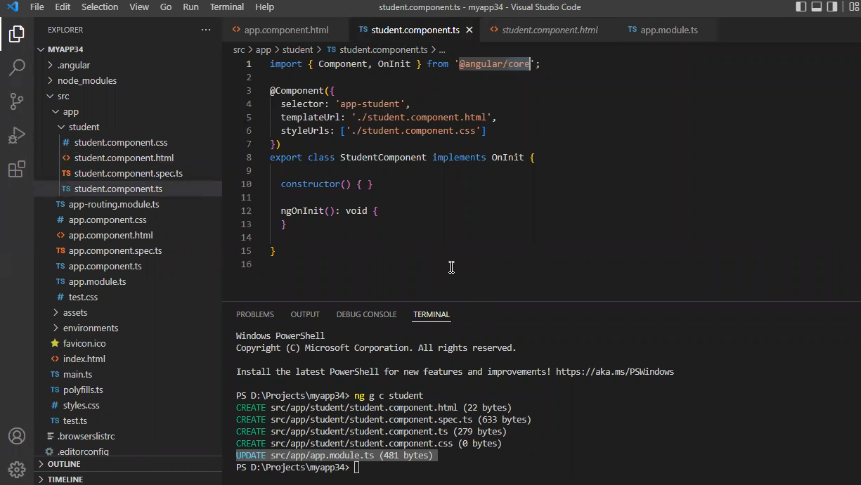 File Edit Selection View Go Run Terminal Help
student.component.ts - myapp34 - Visual Studio Code
EXPLORER ...
MYAPP34
.angular
node_modules
src
app
student
# student.component.css
<> student.component.html
TS student.component.spec.ts
TS student.component.ts
TS app-routing.module.ts
# app.component.css
<> app.component.html
TS app.component.spec.ts
TS app.component.ts
TS app.module.ts
# test.css
assets
environments
favicon.ico
<> index.html
TS main.ts
TS polyfills.ts
# styles.css
TS test.ts
.browserslistrc
.editorconfig
OUTLINE
TIMELINE
<> app.component.html
TS student.component.ts
<> student.component.html
TS app.module.ts
src > app > student > TS student.component.ts > ...
1 import { Component, OnInit } from '@angular/core';
2
3 @Component({
4 selector: 'app-student',
5 templateUrl: './student.component.html',
6 styleUrls: ['./student.component.css']
7 })
8 export class StudentComponent implements OnInit {
9
10 constructor() { }
11
12 ngOnInit(): void {
13 }
14
15 }
16
PROBLEMS OUTPUT DEBUG CONSOLE TERMINAL
Windows PowerShell
Copyright (C) Microsoft Corporation. All rights reserved.
Install the latest PowerShell for new features and improvements! https://aka.ms/PSWindows
PS D:\Projects\myapp34> ng g c student
CREATE src/app/student/student.component.html (22 bytes)
CREATE src/app/student/student.component.spec.ts (633 bytes)
CREATE src/app/student/student.component.ts (279 bytes)
CREATE src/app/student/student.component.css (0 bytes)
UPDATE src/app/app.module.ts (481 bytes)
PS D:\Projects\myapp34>